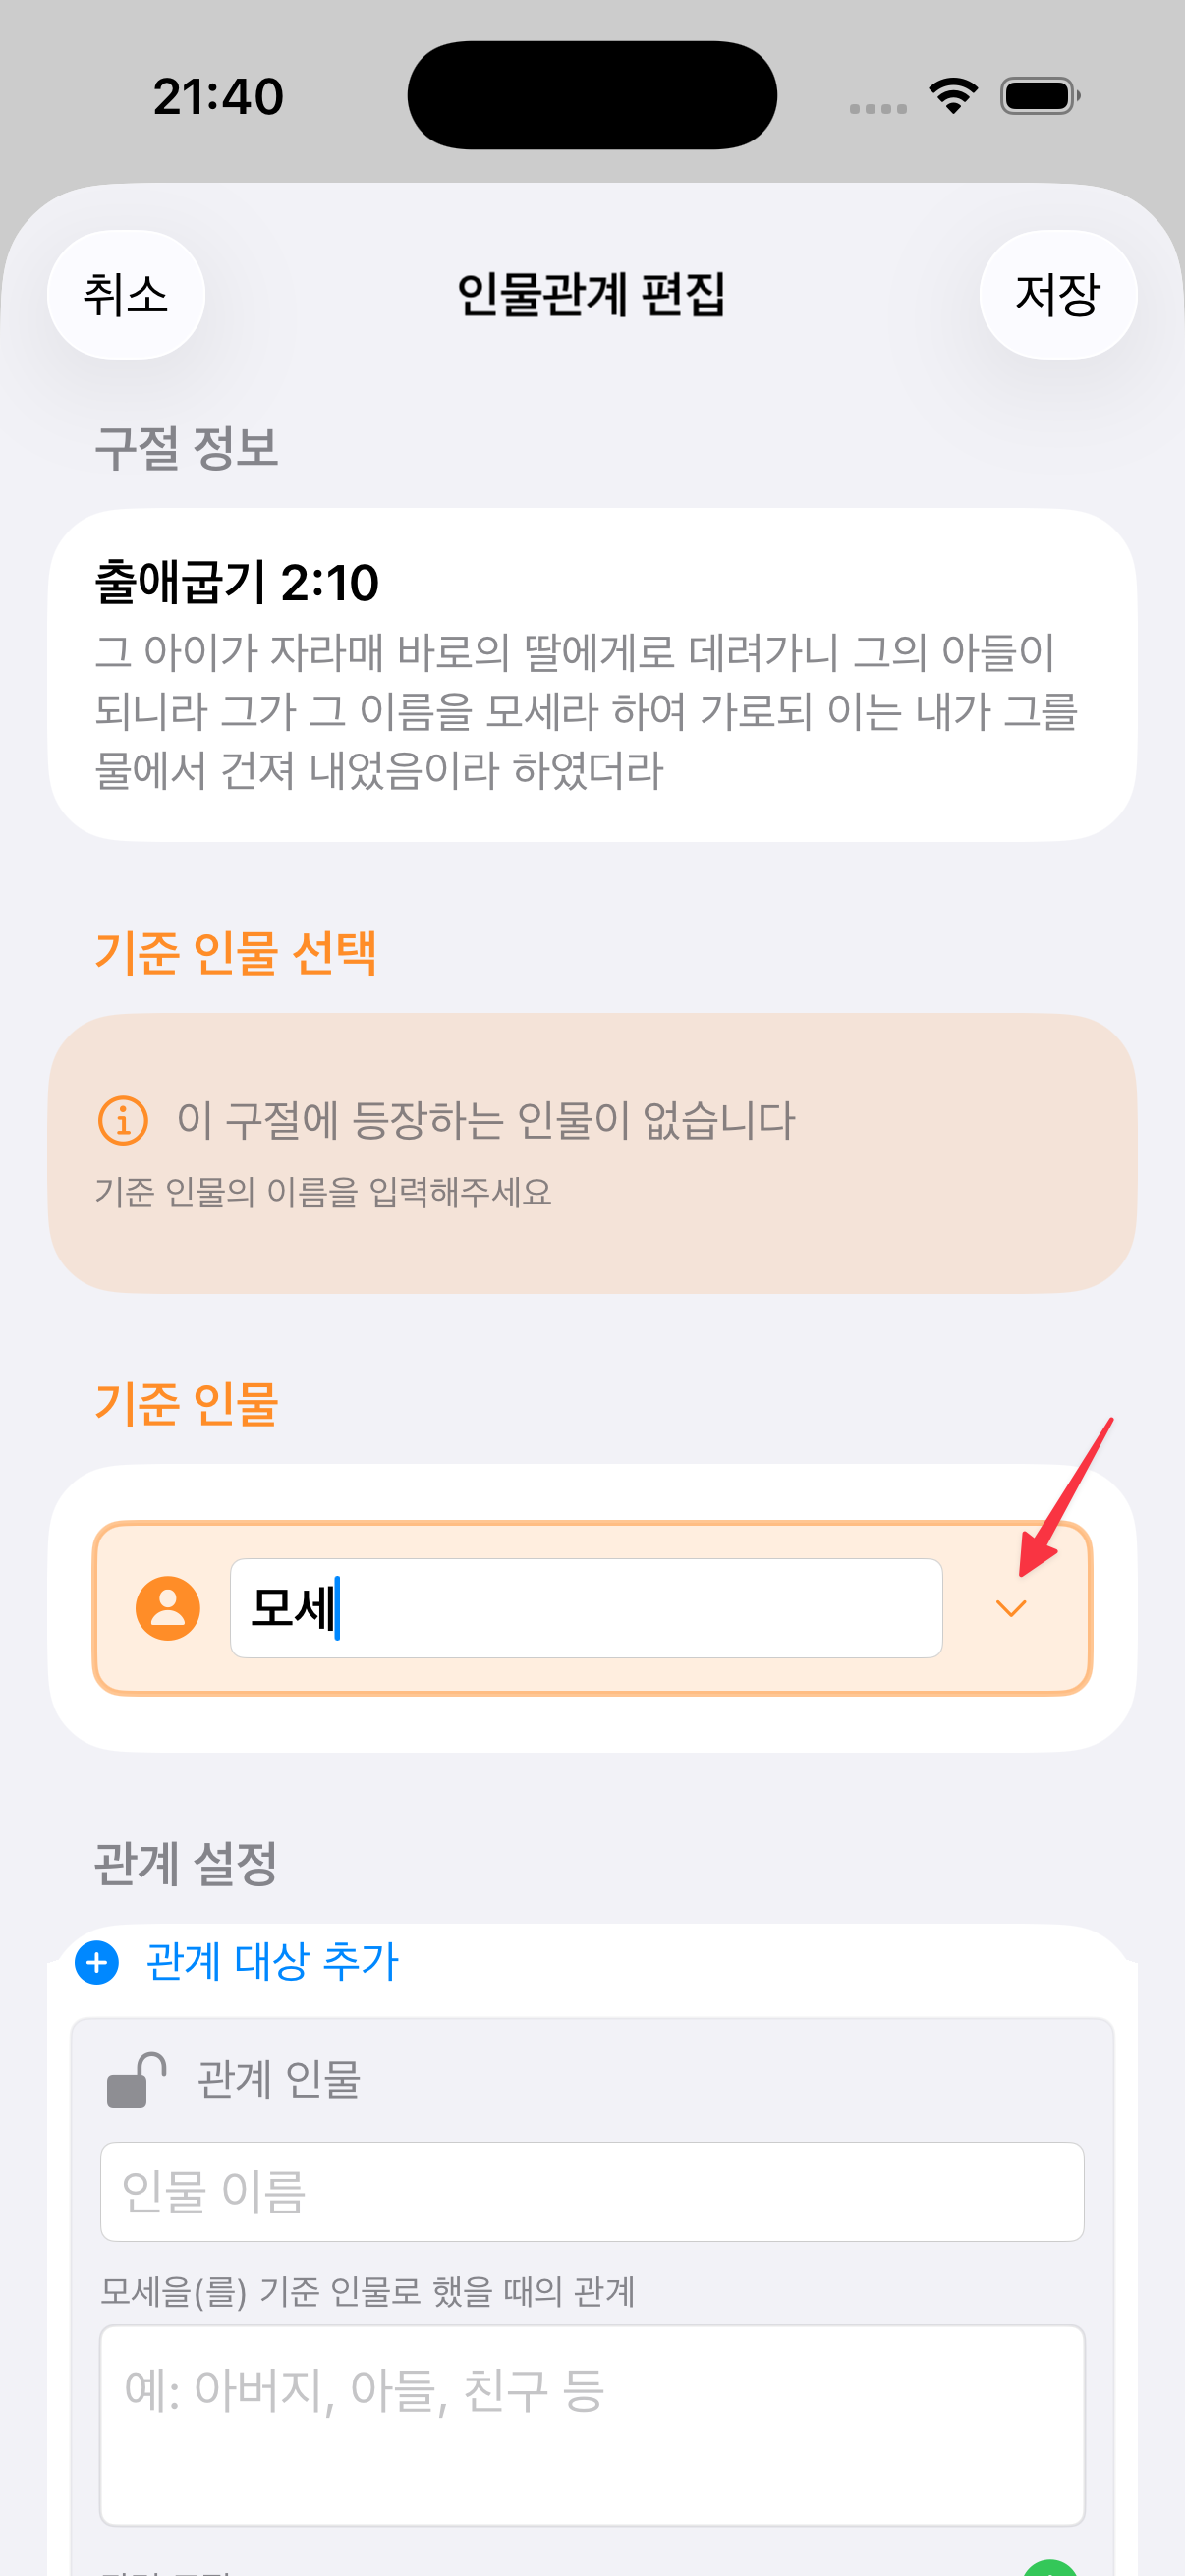 21:40
취소
인물관계 편집
저장
구절 정보
출애굽기 2:10
그 아이가 자라매 바로의 딸에게로 데려가니 그의 아들이
되니라 그가 그 이름을 모세라 하여 가로되 이는 내가 그를
물에서 건져 내었음이라 하였더라
기준 인물 선택
이 구절에 등장하는 인물이 없습니다
기준 인물의 이름을 입력해주세요
기준 인물
모세
관계 설정
관계 대상 추가
관계 인물
인물 이름
모세을(를) 기준 인물로 했을 때의 관계
예: 아버지, 아들, 친구 등